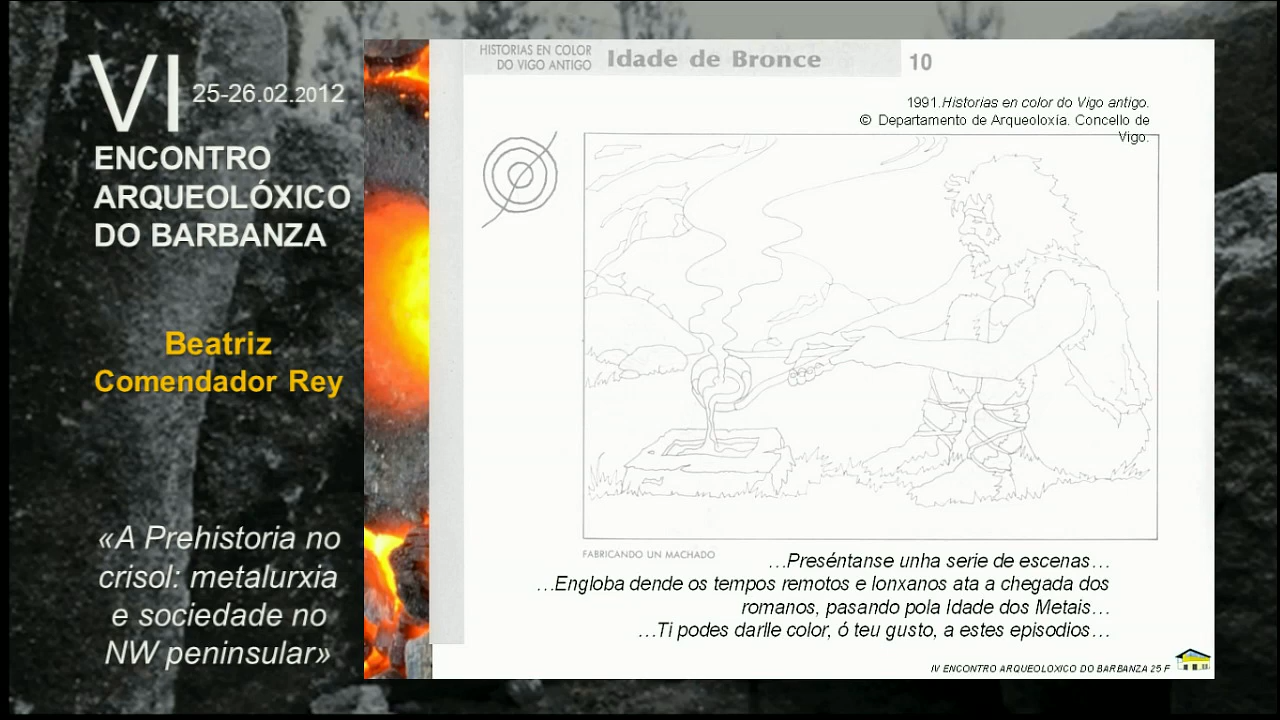 VI 25-26.02.2012
ENCONTRO
ARQUEOLÓXICO
DO BARBANZA
Beatriz
Comendador Rey
«A Prehistoria no
crisol: metalurxia
e sociedade no
NW peninsular»
HISTORIAS EN COLOR
DO VIGO ANTIGO
Idade de Bronce
10
1991.Historias en color do Vigo antigo.
© Departamento de Arqueoloxía. Concello de
Vigo.
FABRICANDO UN MACHADO
…Preséntanse unha serie de escenas…
…Engloba dende os tempos remotos e lonxanos ata a chegada dos
romanos, pasando pola Idade dos Metais…
…Ti podes darlle color, ó teu gusto, a estes episodios…
IV ENCONTRO ARQUEOLOXICO DO BARBANZA 25 F